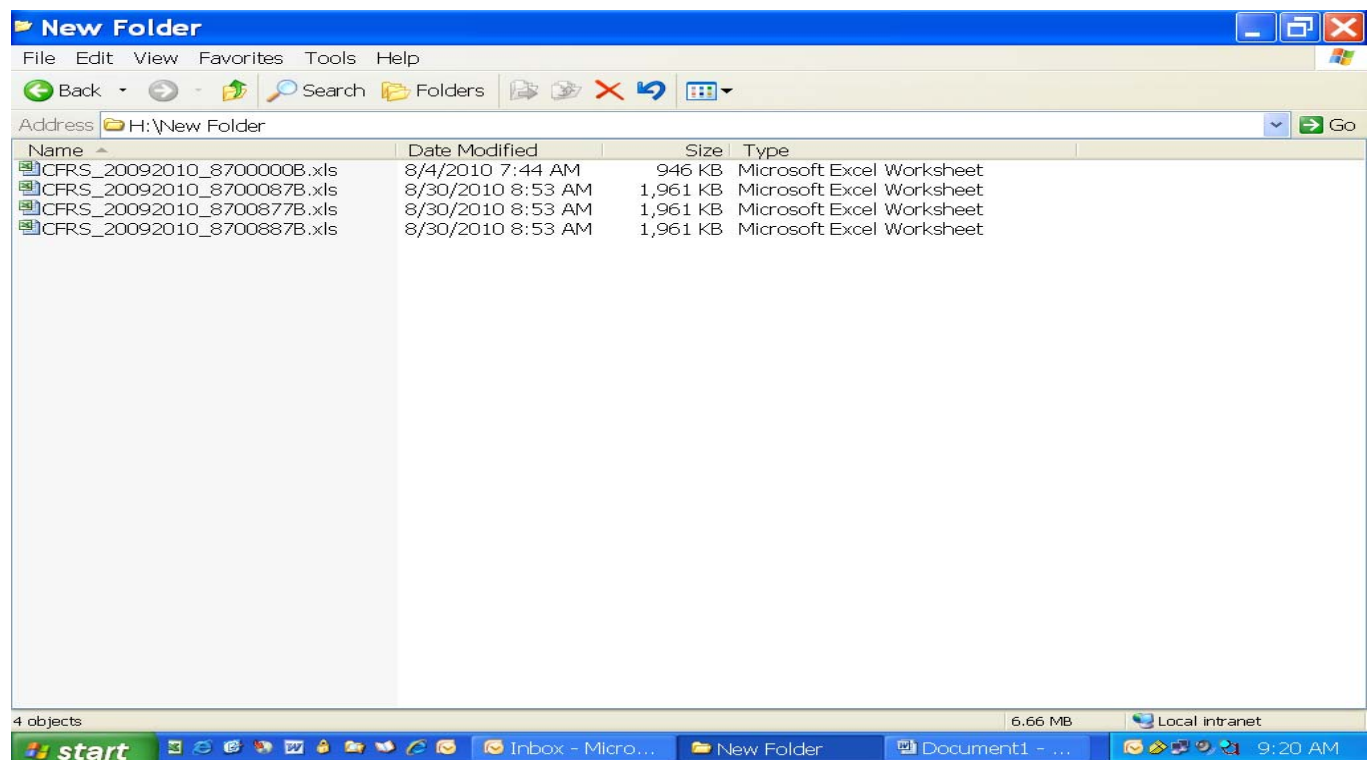 New Folder
File Edit View Favorites Tools Help
Back Search Folders
Address H:\New Folder Go
Name Date Modified Size Type
CFRS_20092010_8700000B.xls 8/4/2010 7:44 AM 946 KB Microsoft Excel Worksheet
CFRS_20092010_8700087B.xls 8/30/2010 8:53 AM 1,961 KB Microsoft Excel Worksheet
CFRS_20092010_8700877B.xls 8/30/2010 8:53 AM 1,961 KB Microsoft Excel Worksheet
CFRS_20092010_8700887B.xls 8/30/2010 8:53 AM 1,961 KB Microsoft Excel Worksheet
4 objects 6.66 MB Local intranet
start Inbox - Micro... New Folder Document1 - ... 9:20 AM